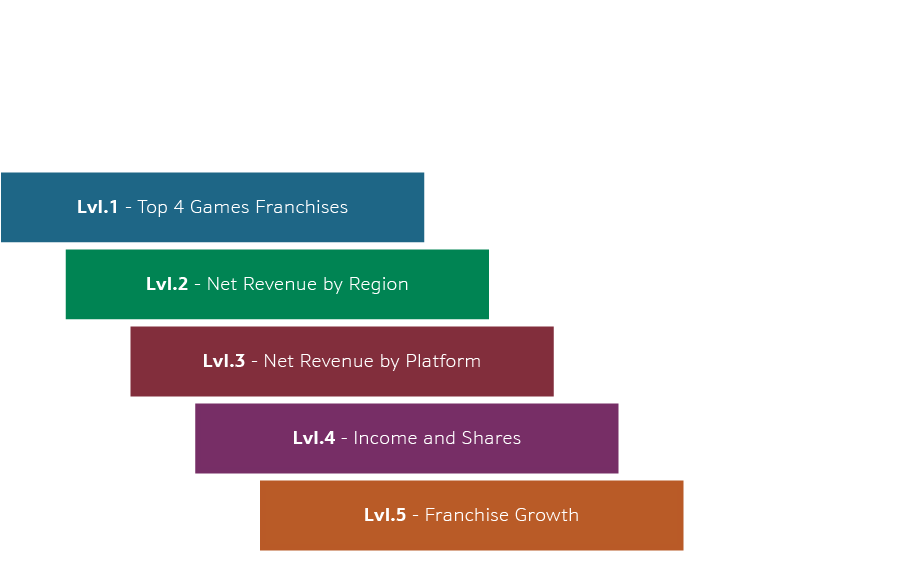 Lvl.1 - Top 4 Games Franchises
Lvl.2 - Net Revenue by Region
Lvl.3 - Net Revenue by Platform
Lvl.4 - Income and Shares
Lvl.5 - Franchise Growth